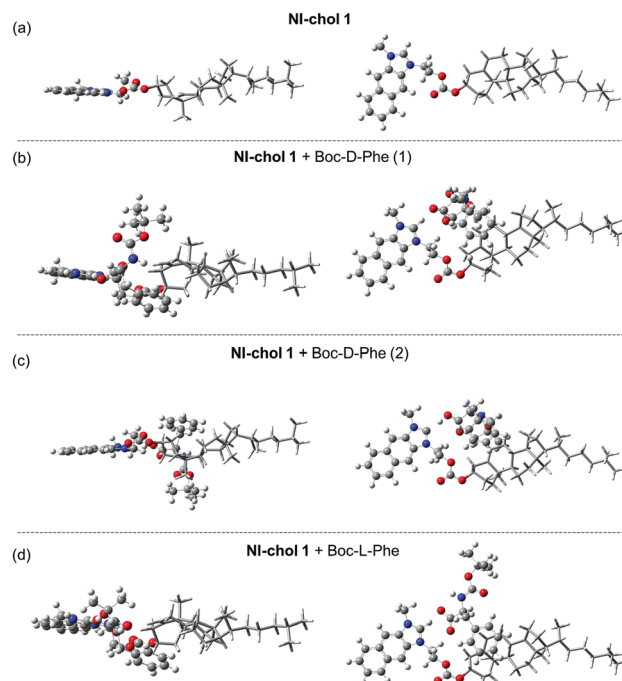 (a)
NI-chol 1
(b)
NI-chol 1 + Boc-D-Phe (1)
(c)
NI-chol 1 + Boc-D-Phe (2)
(d)
NI-chol 1 + Boc-L-Phe